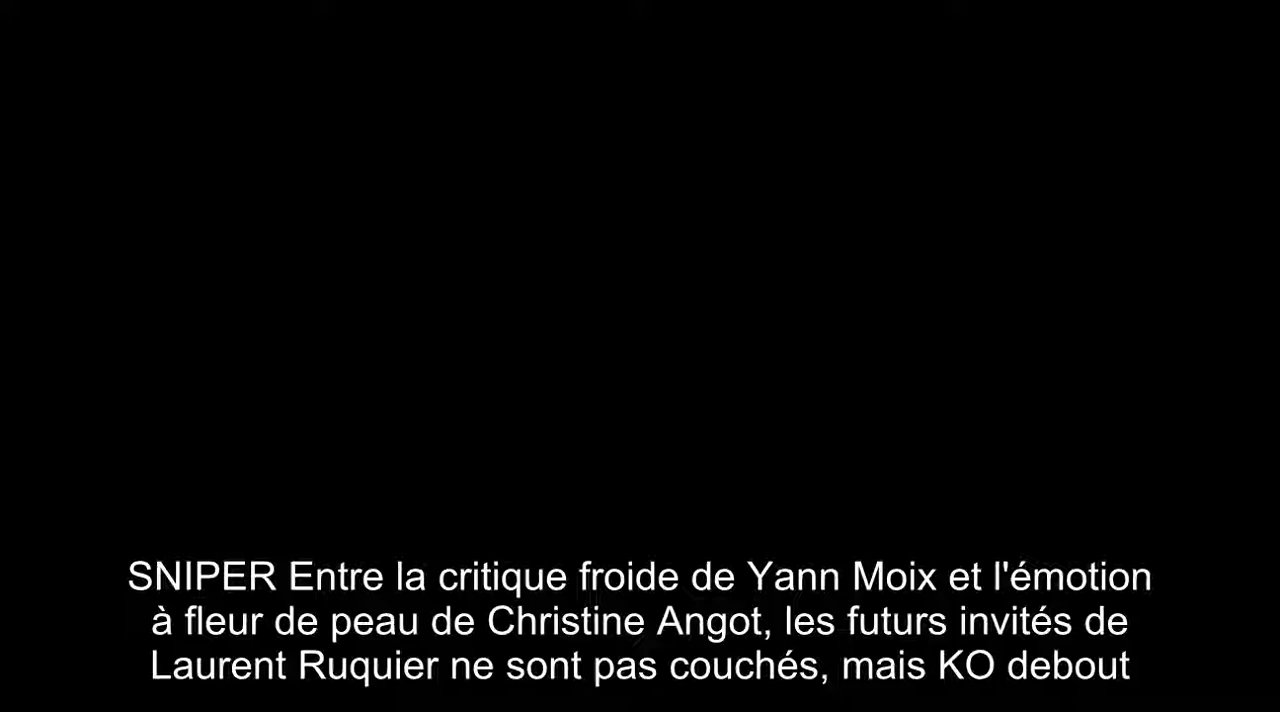 SNIPER Entre la critique froide de Yann Moix et l'émotion
à fleur de peau de Christine Angot, les futurs invités de
Laurent Ruquier ne sont pas couchés, mais KO debout